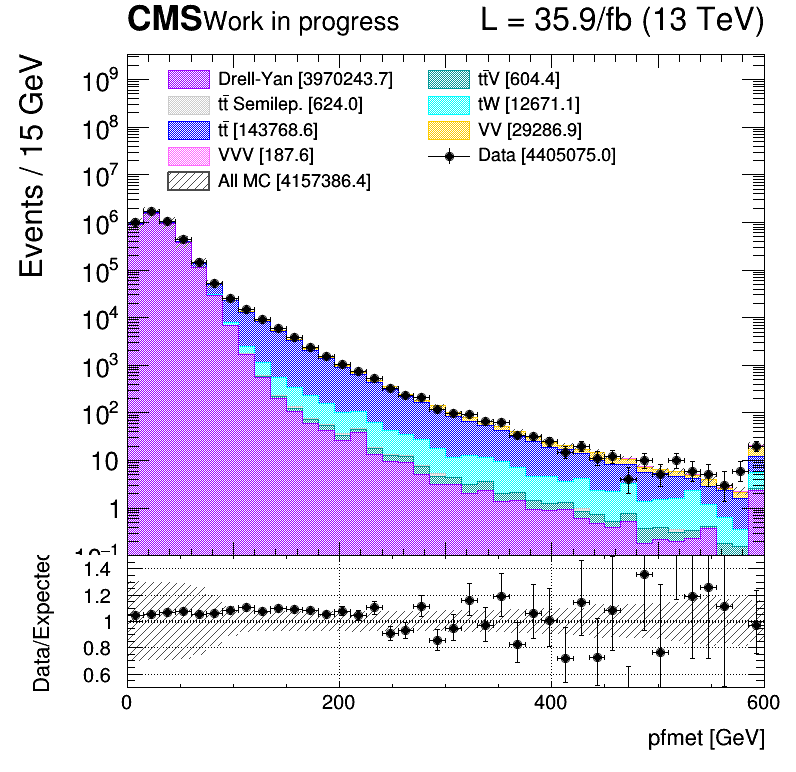 CMS Work in progress L = 35.9/fb (13 TeV)
Events / 15 GeV
Drell-Yan [3970243.7]
tt̄ Semilep. [624.0]
tt̄ [143768.6]
VVV [187.6]
All MC [4157386.4]
tt̄V [604.4]
tW [12671.1]
VV [29286.9]
Data [4405075.0]
10⁹
10⁸
10⁷
10⁶
10⁵
10⁴
10³
10²
10
1
10⁻¹
Data/Expected
1.4
1.2
1
0.8
0.6
0 200 400 600
pfmet [GeV]